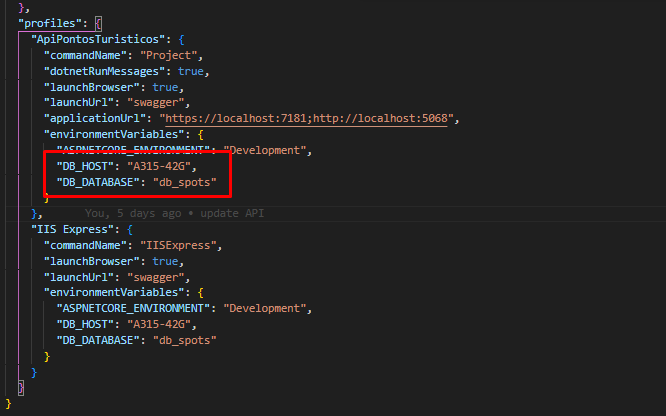 },
"profiles": {
"ApiPontosTuristicos": {
"commandName": "Project",
"dotnetRunMessages": true,
"launchBrowser": true,
"launchUrl": "swagger",
"applicationUrl": "https://localhost:7181;http://localhost:5068",
"environmentVariables": {
"ASPNETCORE_ENVIRONMENT": "Development",
"DB_HOST": "A315-42G",
"DB_DATABASE": "db_spots"
}
}, You, 5 days ago • update API
"IIS Express": {
"commandName": "IISExpress",
"launchBrowser": true,
"launchUrl": "swagger",
"environmentVariables": {
"ASPNETCORE_ENVIRONMENT": "Development",
"DB_HOST": "A315-42G",
"DB_DATABASE": "db_spots"
}
}
}
}